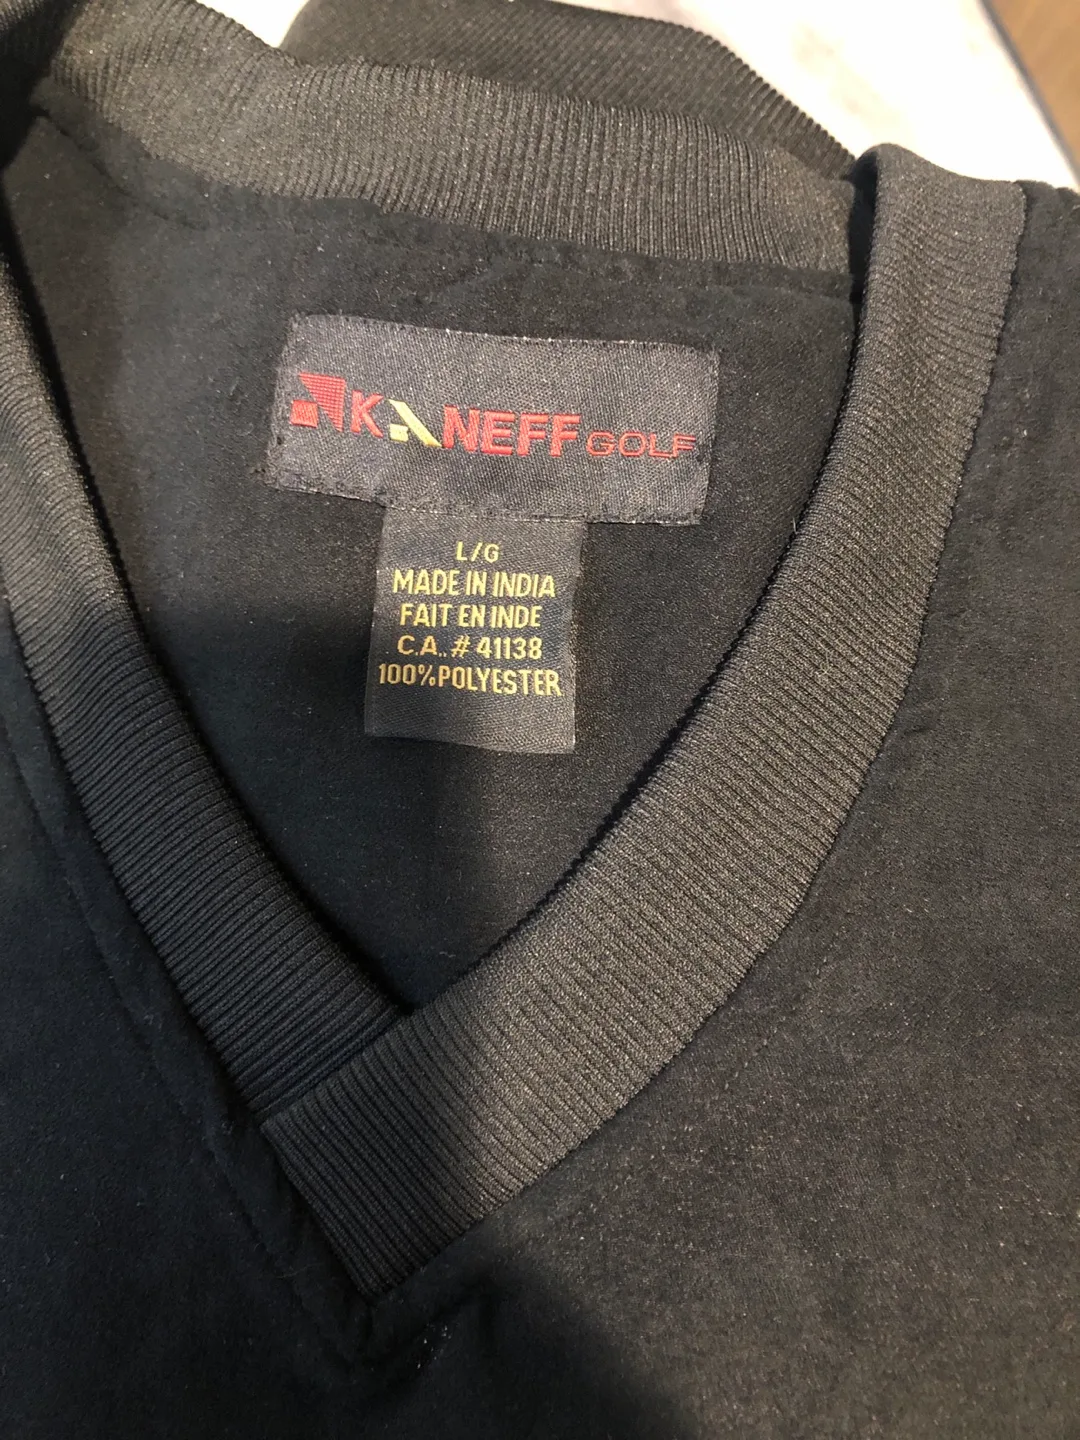 KANEFF GOLF
L/G
MADE IN INDIA
FAIT EN INDE
C.A..# 41138
100%POLYESTER